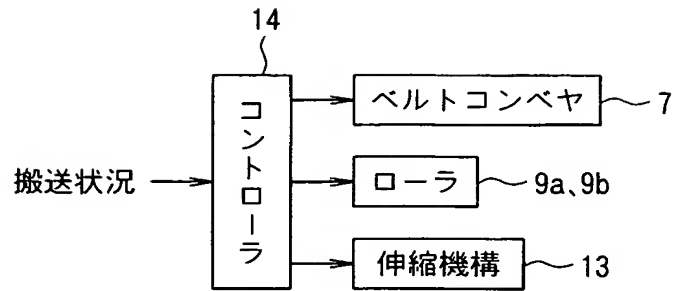 14
コントローラ
ベルトコンベヤ 7
搬送状況
ローラ 9a、9b
伸縮機構 13